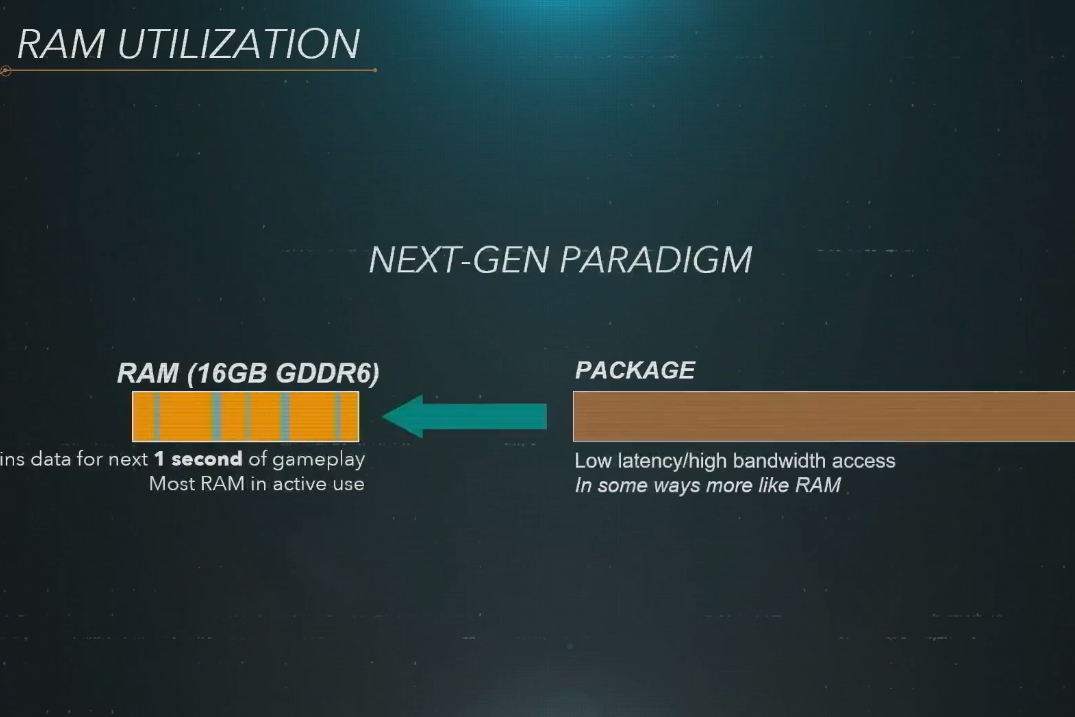 RAM UTILIZATION
NEXT-GEN PARADIGM
RAM (16GB GDDR6)
data for next 1 second of gameplay
Most RAM in active use
PACKAGE
Low latency/high bandwidth access
In some ways more like RAM